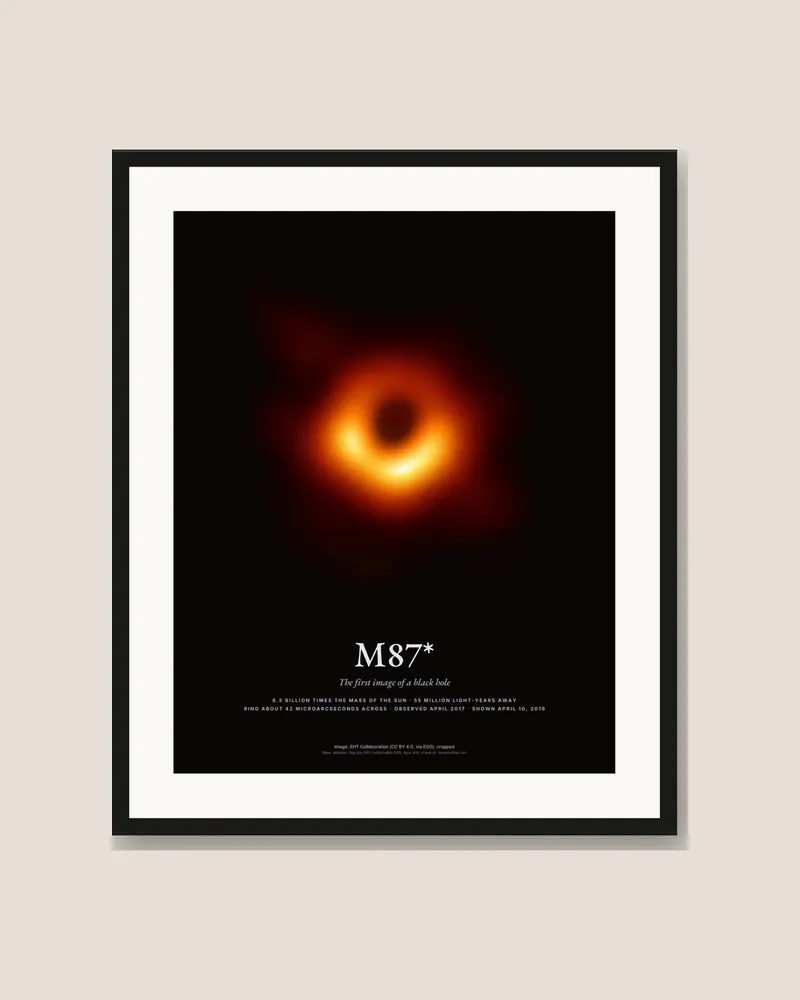 M87*
The first image of a black hole
6.5 BILLION TIMES THE MASS OF THE SUN · 55 MILLION LIGHT-YEARS AWAY
RING ABOUT 42 MICROARCSECONDS ACROSS · OBSERVED APRIL 2017 · SHOWN APRIL 10, 2019
Image: EHT Collaboration (CC BY 4.0, via ESO), cropped